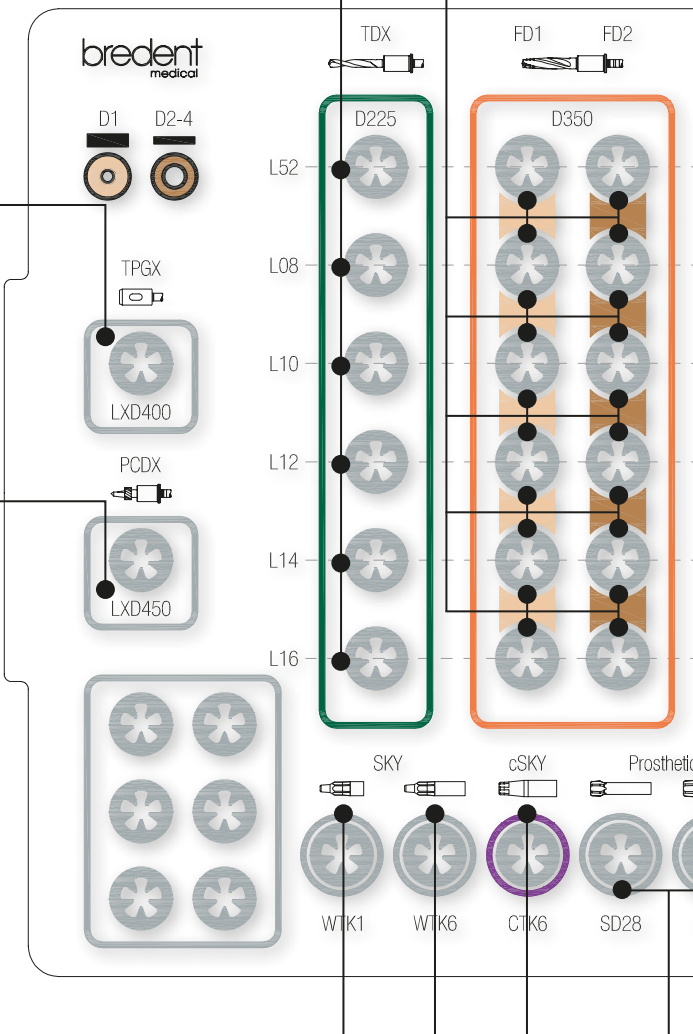 bredent
medical
TDX
FD1 FD2
D1 D2-4
D225
D350
L52
L08
TPGX
L10
LXD400
PCDX
L12
L14
LXD450
L16
SKY
cSKY
Prosthetic
WTK1
WTK6
CTK6
SD28